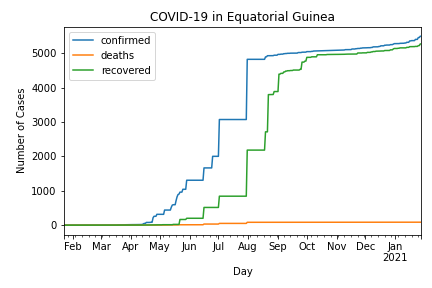 COVID-19 in Equatorial Guinea
confirmed
deaths
recovered
Number of Cases
5000
4000
3000
2000
1000
0
Feb Mar Apr May Jun Jul Aug Sep Oct Nov Dec Jan
2021
Day